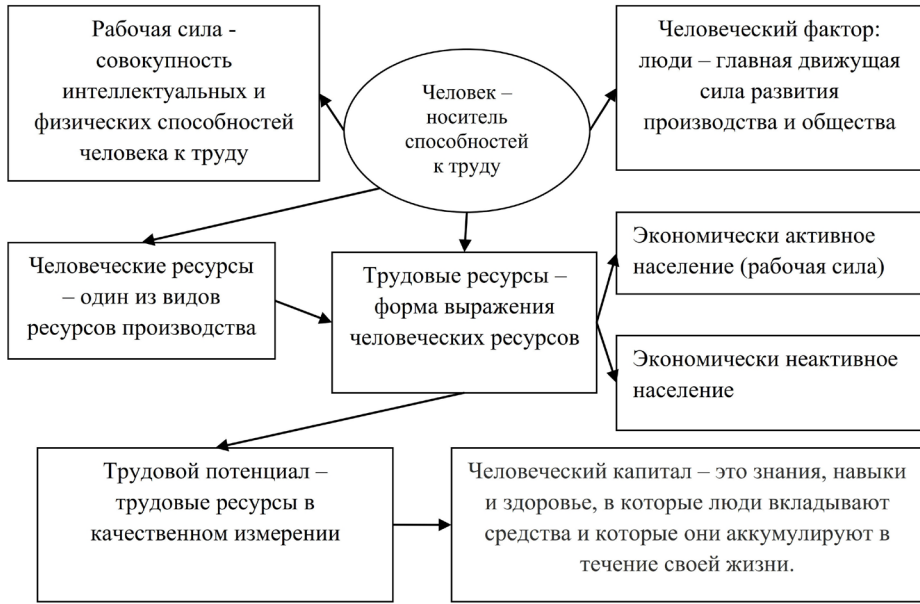 Рабочая сила -
совокупность
интеллектуальных и
физических способностей
человека к труду
Человек –
носитель
способностей
к труду
Человеческий фактор:
люди – главная движущая
сила развития
производства и общества
Человеческие ресурсы
– один из видов
ресурсов производства
Трудовые ресурсы –
форма выражения
человеческих ресурсов
Экономически активное
население (рабочая сила)
Экономически неактивное
население
Трудовой потенциал –
трудовые ресурсы в
качественном измерении
Человеческий капитал – это знания, навыки
и здоровье, в которые люди вкладывают
средства и которые они аккумулируют в
течение своей жизни.